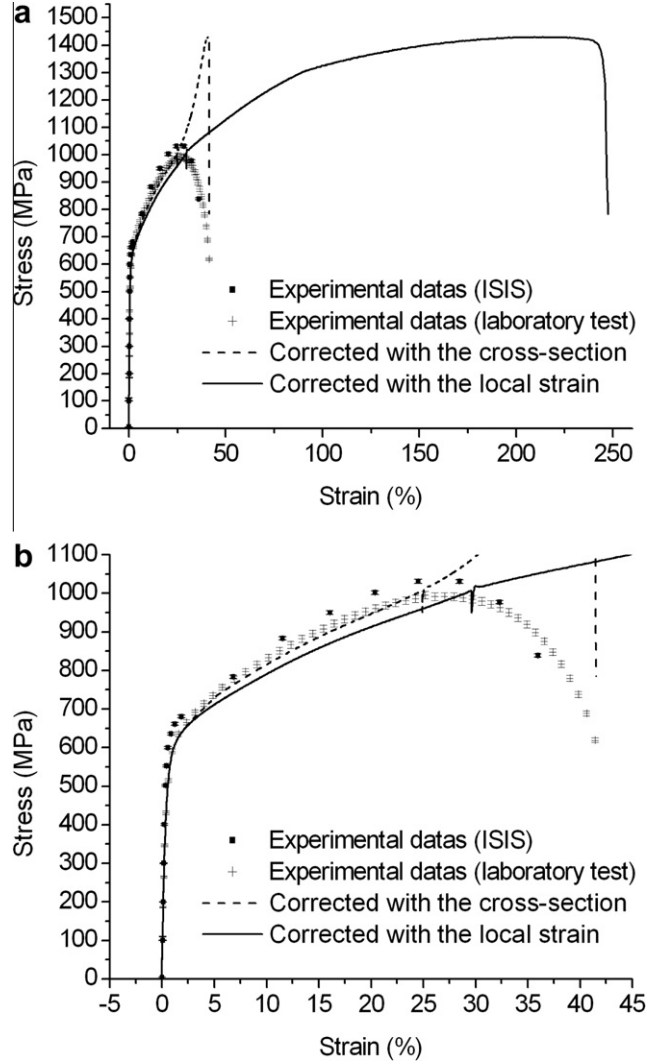 a
1500
1400
1300
1200
1100
1000
900
800
700
600
500
400
300
200
100
0
Stress (MPa)
Experimental datas (ISIS)
Experimental datas (laboratory test)
Corrected with the cross-section
Corrected with the local strain
0 50 100 150 200 250
Strain (%)
b
1100
1000
900
800
700
600
500
400
300
200
100
0
Stress (MPa)
Experimental datas (ISIS)
Experimental datas (laboratory test)
Corrected with the cross-section
Corrected with the local strain
-5 0 5 10 15 20 25 30 35 40 45
Strain (%)